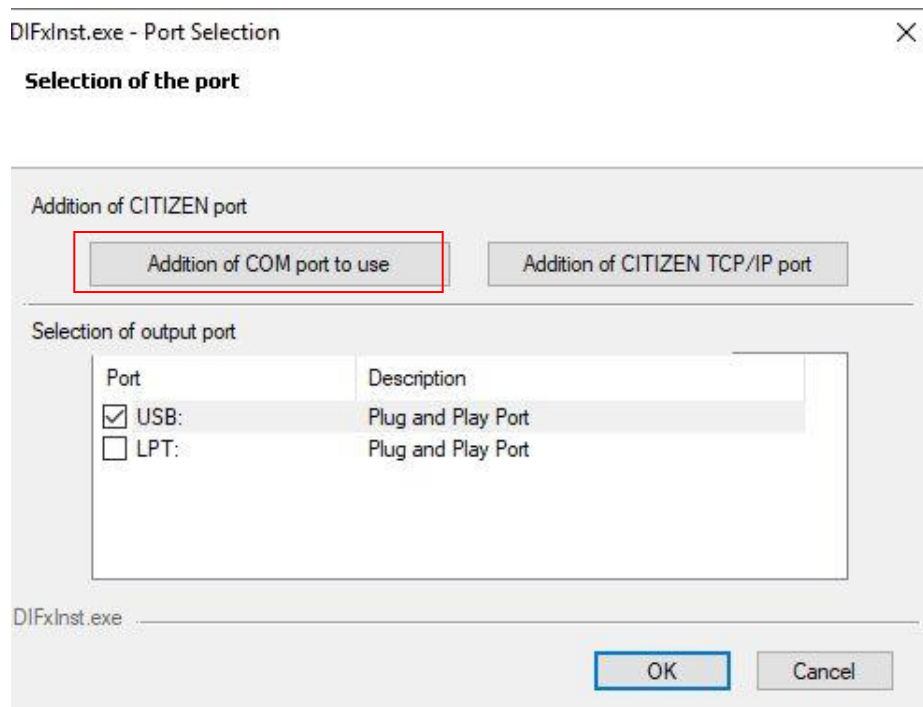 DIFxInst.exe - Port Selection
Selection of the port
Addition of CITIZEN port
Addition of COM port to use
Addition of CITIZEN TCP/IP port
Selection of output port
Port Description
USB: Plug and Play Port
LPT: Plug and Play Port
DIFxInst.exe
OK Cancel